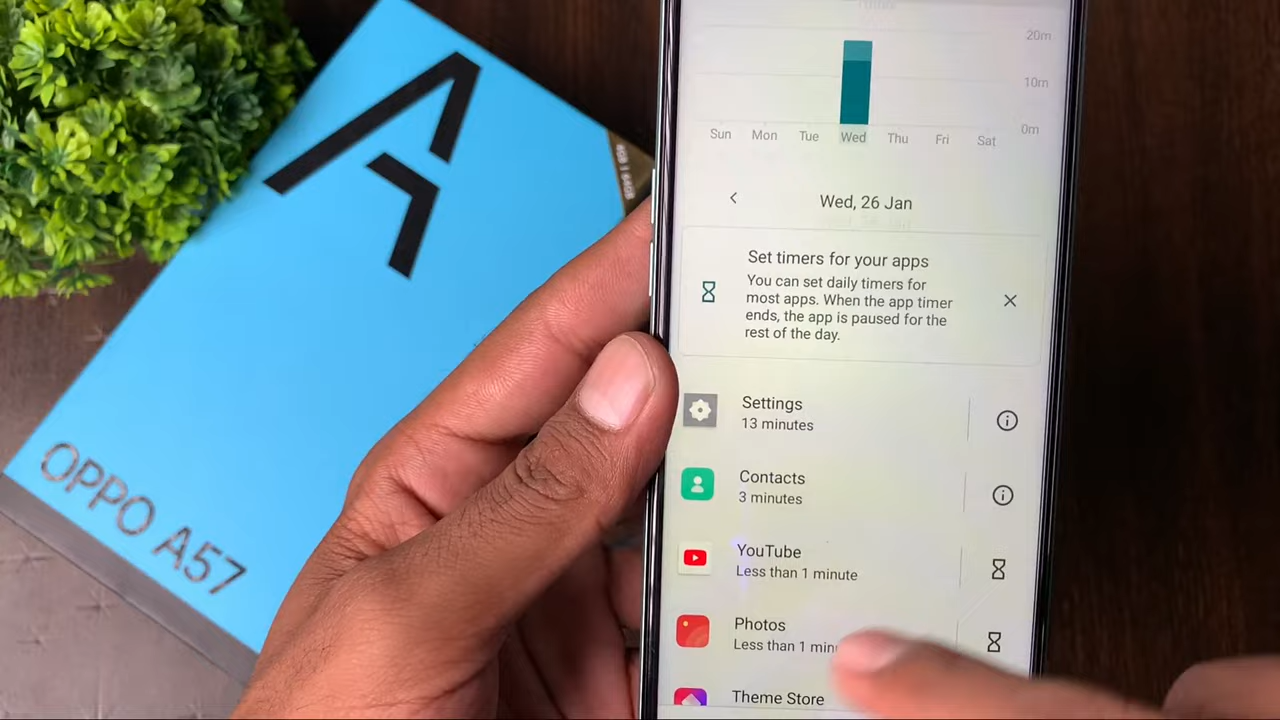 OPPO A57
20m
10m
0m
Sun Mon Tue Wed Thu Fri Sat
Wed, 26 Jan
Set timers for your apps
You can set daily timers for
most apps. When the app timer
ends, the app is paused for the
rest of the day.
Settings
13 minutes
Contacts
3 minutes
YouTube
Less than 1 minute
Photos
Less than 1 min
Theme Store